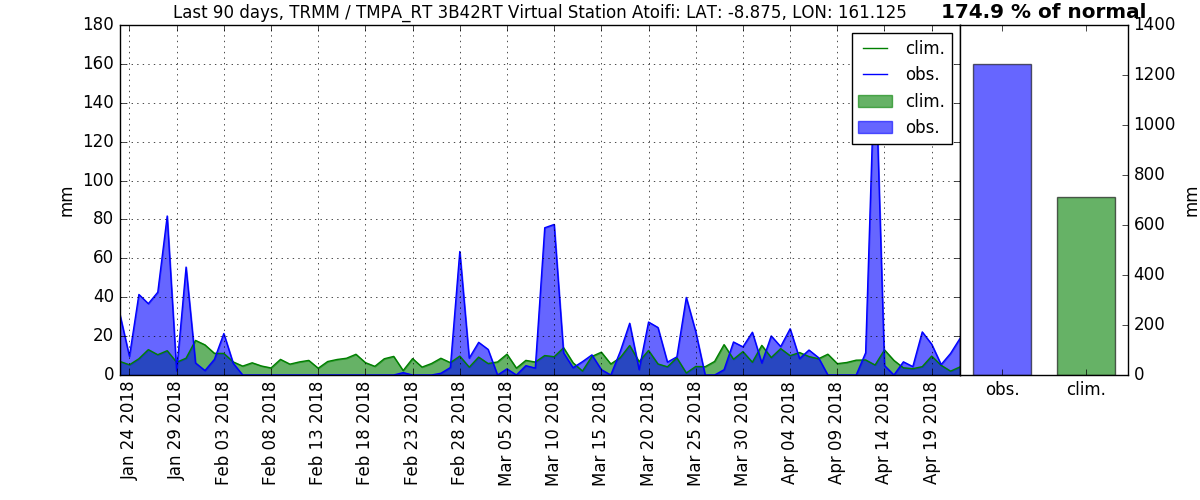 Last 90 days, TRMM / TMPA_RT 3B42RT Virtual Station Atoifi: LAT: -8.875, LON: 161.125
174.9 % of normal
180
160
140
120
100
80
60
40
20
0
mm
clim.
obs.
clim.
obs.
1400
1200
1000
800
600
400
200
0
mm
Jan 24 2018
Jan 29 2018
Feb 03 2018
Feb 08 2018
Feb 13 2018
Feb 18 2018
Feb 23 2018
Feb 28 2018
Mar 05 2018
Mar 10 2018
Mar 15 2018
Mar 20 2018
Mar 25 2018
Mar 30 2018
Apr 04 2018
Apr 09 2018
Apr 14 2018
Apr 19 2018
obs.
clim.